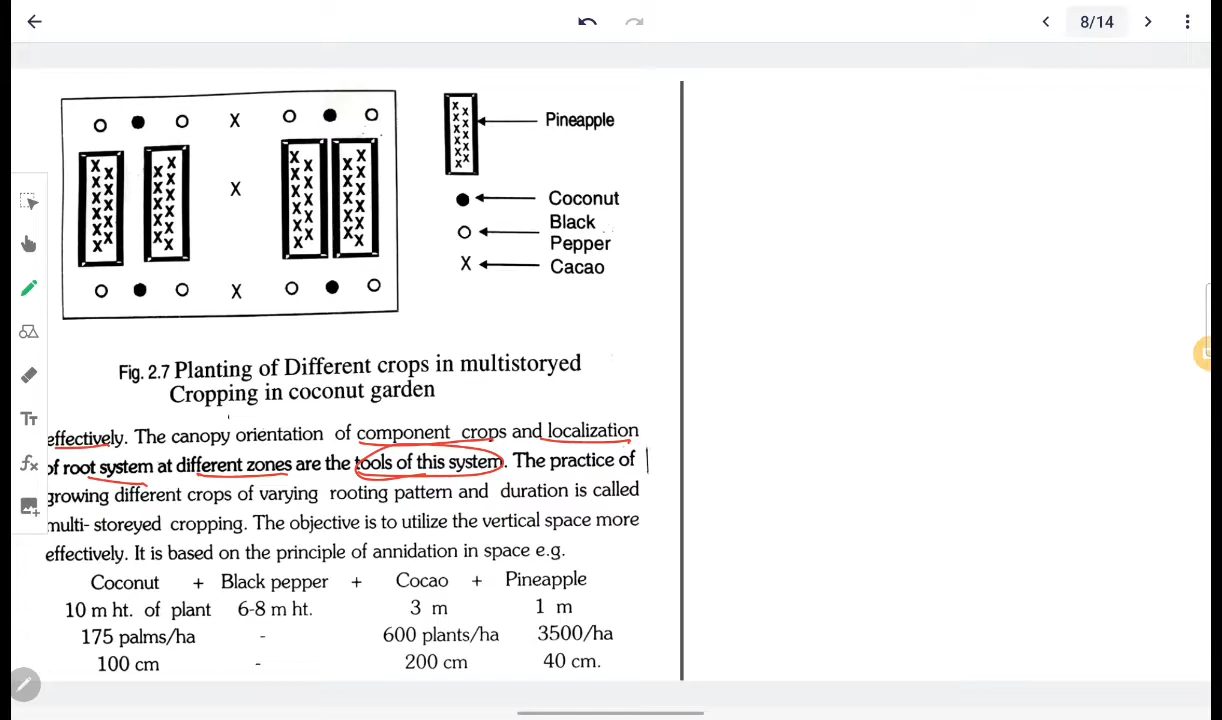 8/14
Pineapple
Coconut
Black
Pepper
Cacao
Fig. 2.7 Planting of Different crops in multistoryed
Cropping in coconut garden
effectively. The canopy orientation of component crops and localization
of root system at different zones are the tools of this system. The practice of
growing different crops of varying rooting pattern and duration is called
multi- storeyed cropping. The objective is to utilize the vertical space more
effectively. It is based on the principle of annidation in space e.g.
Coconut + Black pepper + Cocao + Pineapple
10 m ht. of plant 6-8 m ht. 3 m 1 m
175 palms/ha - 600 plants/ha 3500/ha
100 cm - 200 cm 40 cm.